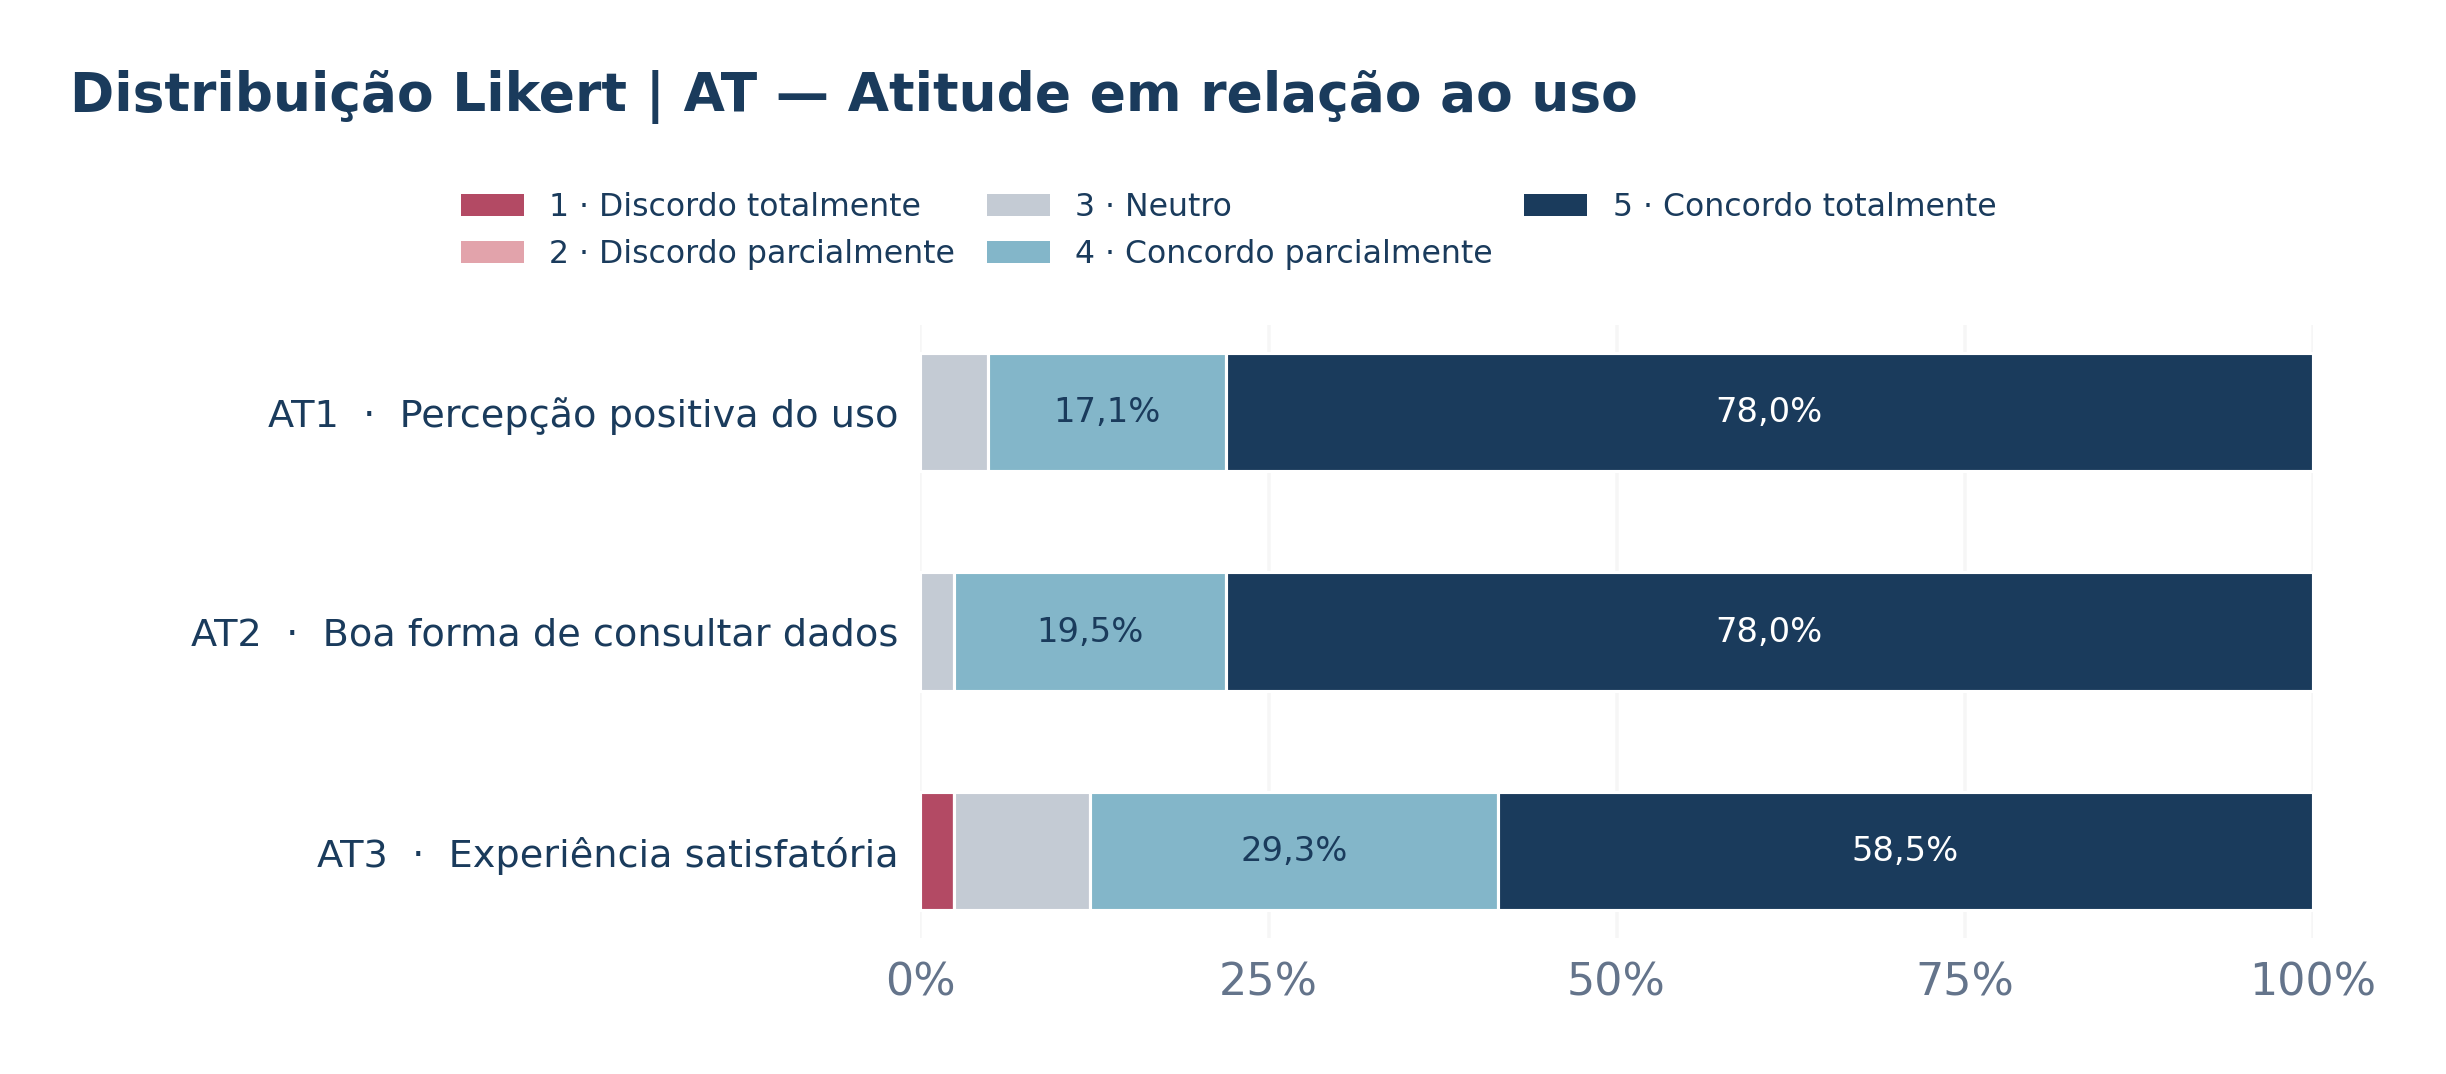 Distribuição Likert | AT — Atitude em relação ao uso
1 · Discordo totalmente
2 · Discordo parcialmente
3 · Neutro
4 · Concordo parcialmente
5 · Concordo totalmente
AT1 · Percepção positiva do uso
17,1%
78,0%
AT2 · Boa forma de consultar dados
19,5%
78,0%
AT3 · Experiência satisfatória
29,3%
58,5%
0%
25%
50%
75%
100%